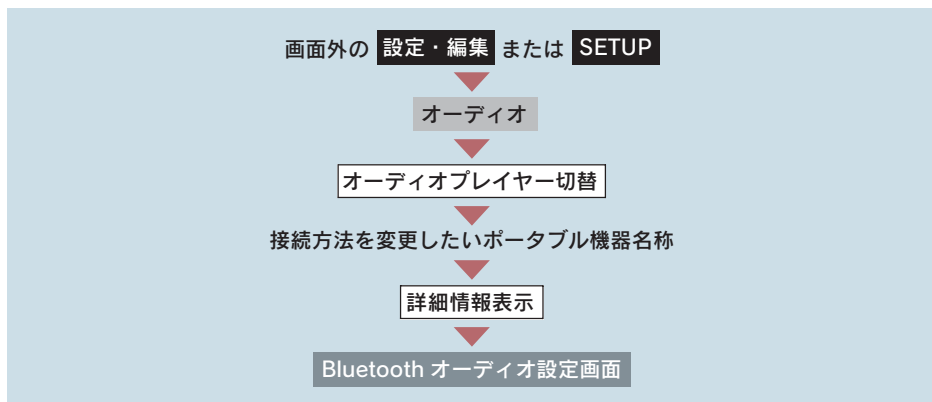 画面外の 設定・編集 または SETUP
オーディオ
オーディオプレイヤー切替
接続方法を変更したいポータブル機器名称
詳細情報表示
Bluetooth オーディオ設定画面